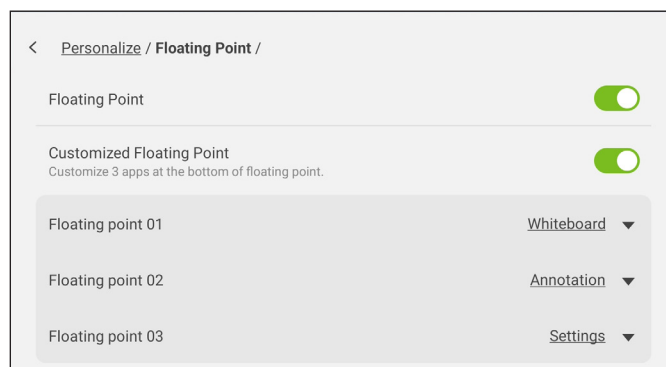 Personalize / Floating Point /
Floating Point
Customized Floating Point
Customize 3 apps at the bottom of floating point.
Floating point 01 Whiteboard
Floating point 02 Annotation
Floating point 03 Settings